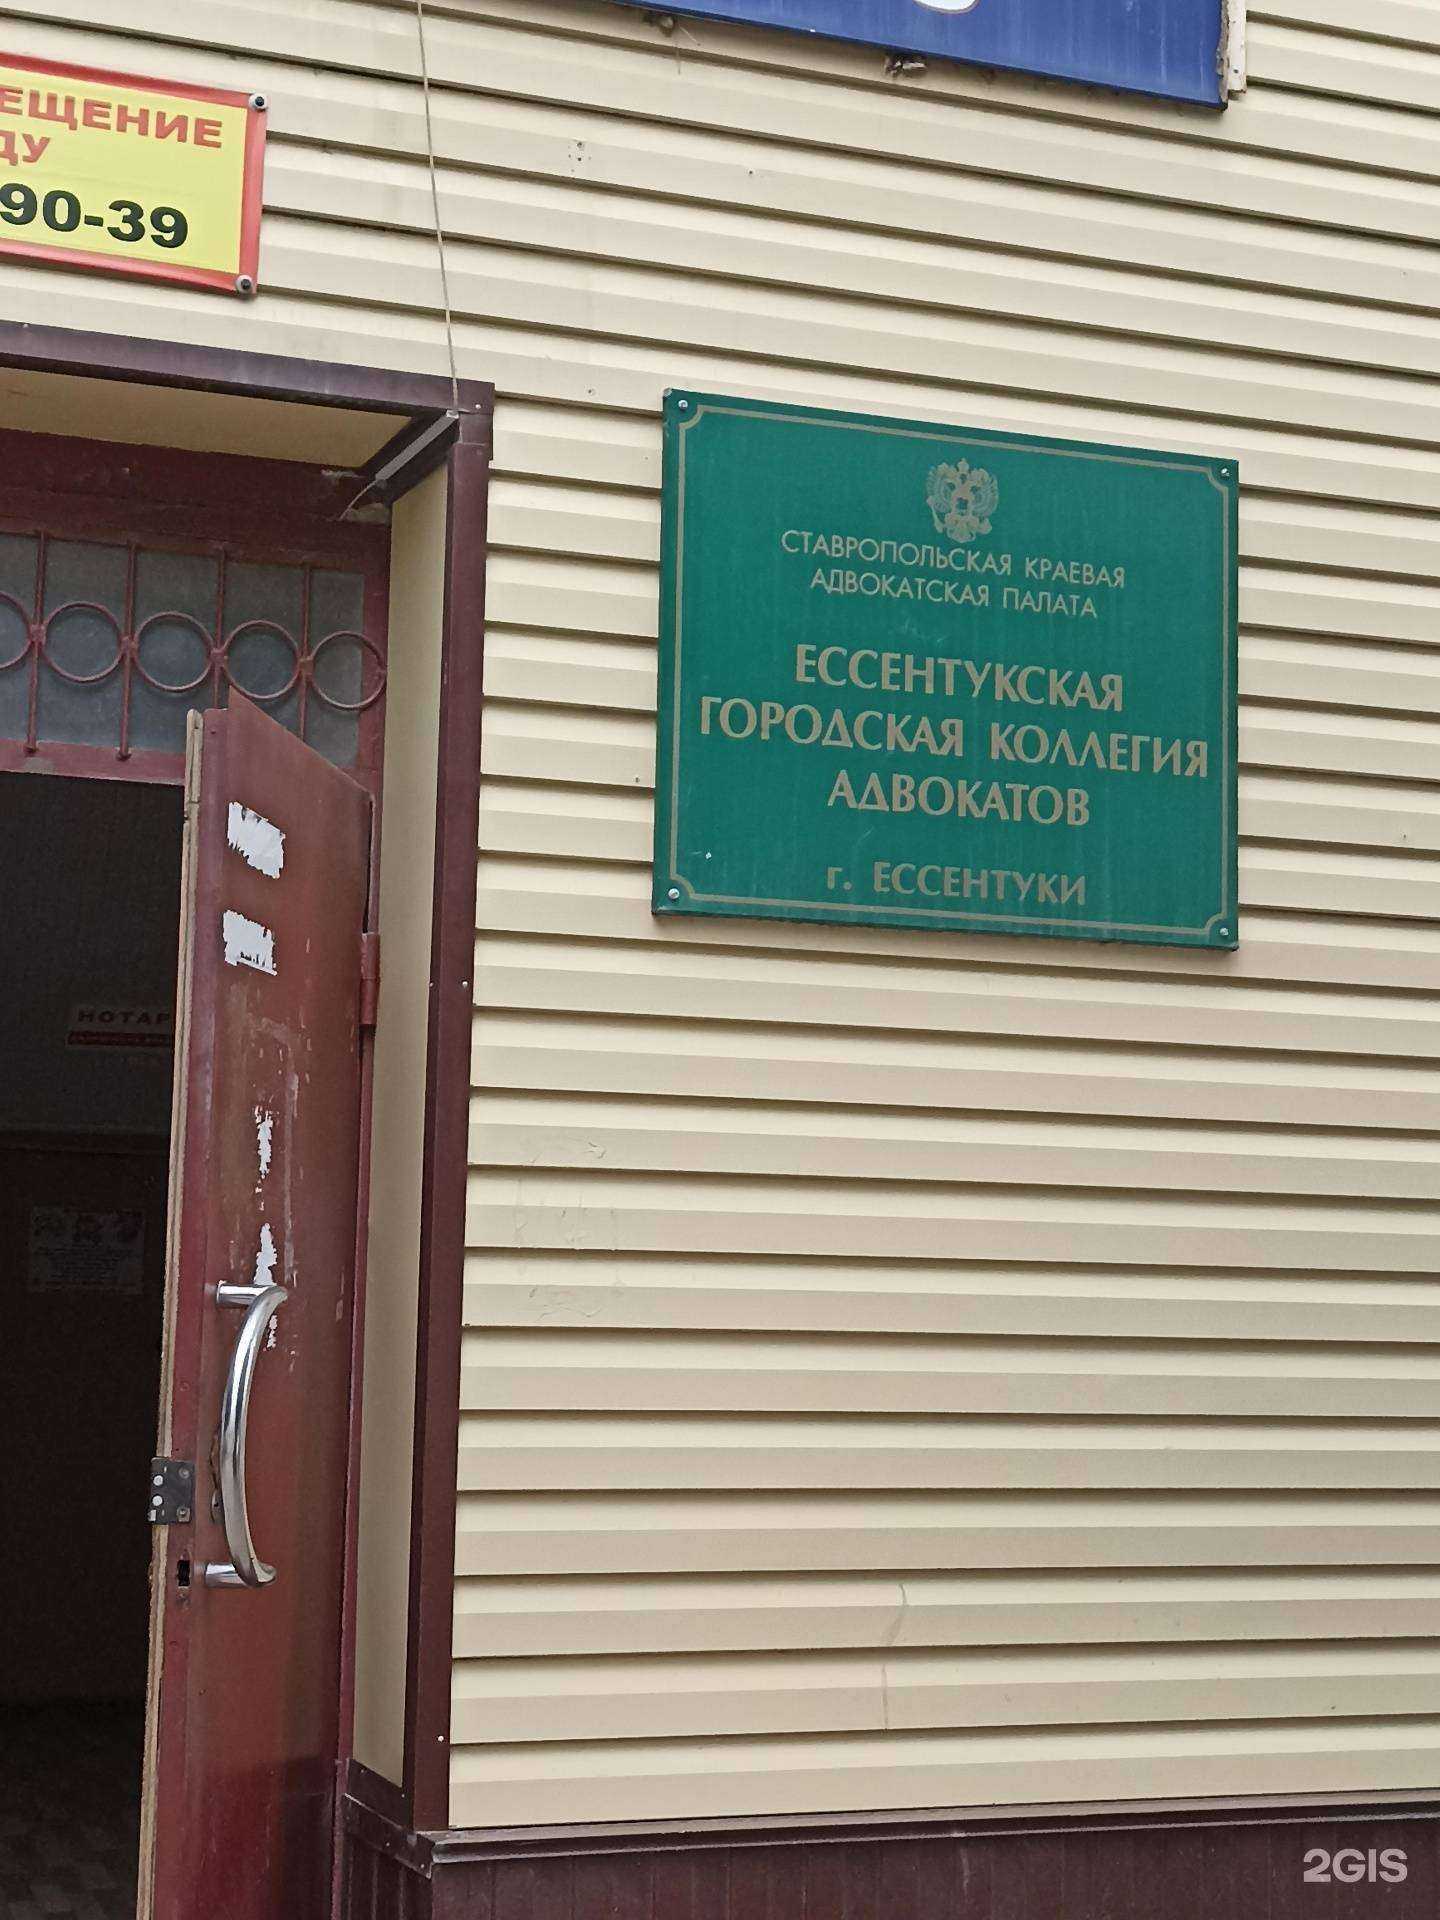 ЕЩЕНИЕ
ДУ
90-39
СТАВРОПОЛЬСКАЯ КРАЕВАЯ
АДВОКАТСКАЯ ПАЛАТА
ЕССЕНТУКСКАЯ
ГОРОДСКАЯ КОЛЛЕГИЯ
АДВОКАТОВ
г. ЕССЕНТУКИ
НОТАР
2GIS